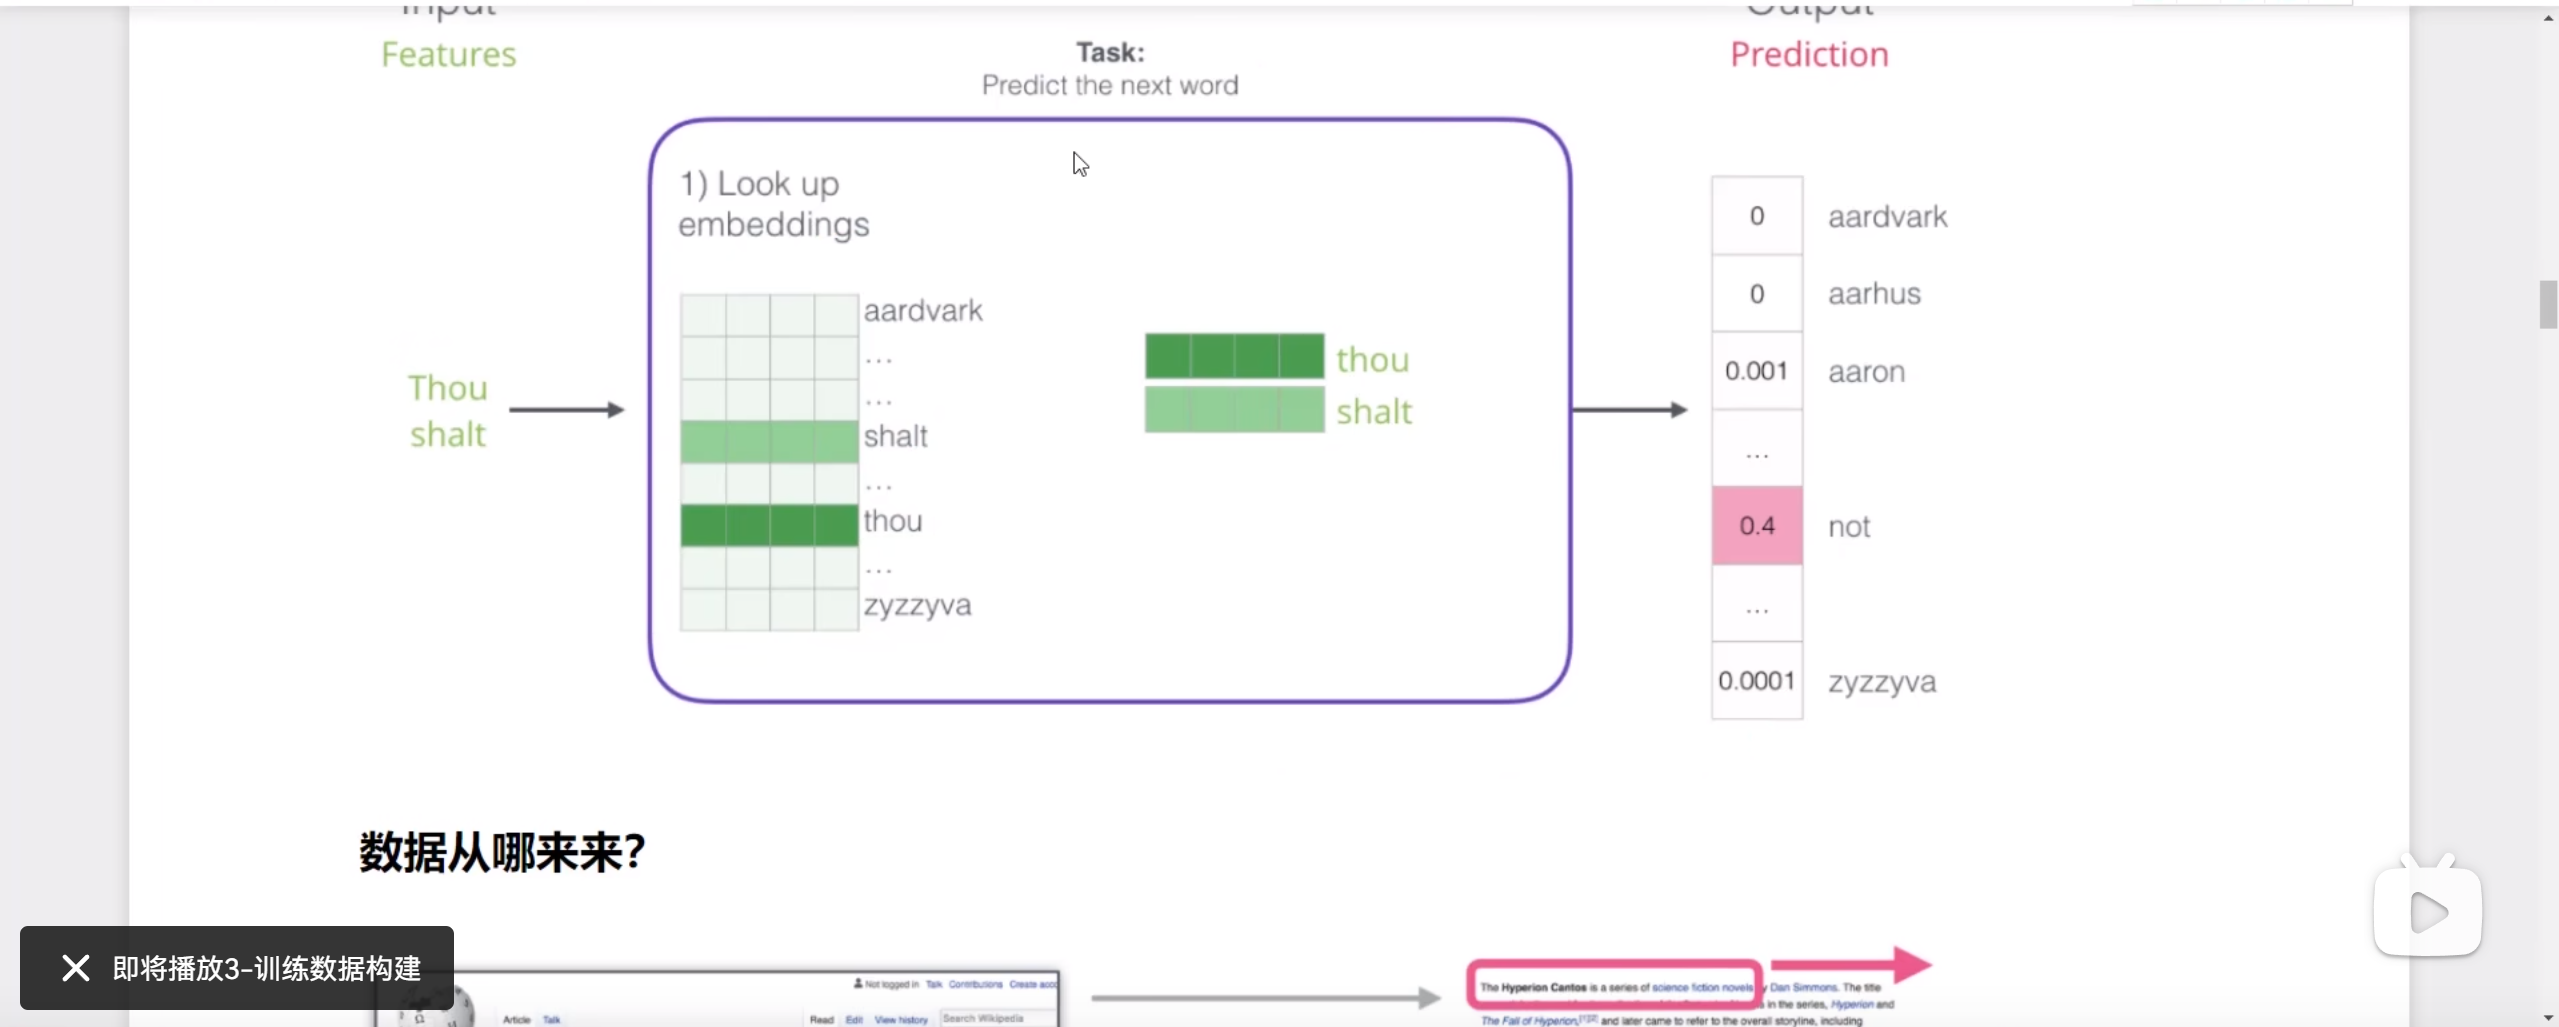 Input
Output
Features
Task:
Prediction
Predict the next word
1) Look up
embeddings
aardvark
...
...
shalt
...
thou
...
zyzzyva
Thou
shalt
thou
shalt
0 aardvark
0 aarhus
0.001 aaron
...
0.4 not
...
0.0001 zyzzyva
数据从哪来来?
即将播放3-训练数据构建
Not logged in Talk Contributions Create acc
Article Talk
Read Edit View history Search Wikipedia
The Hyperion Cantos is a series of science fiction novels y Dan Simmons. The title
s in the series, Hyperion and
The Fall of Hyperion,[1][2] and later came to refer to the overall storyline, including